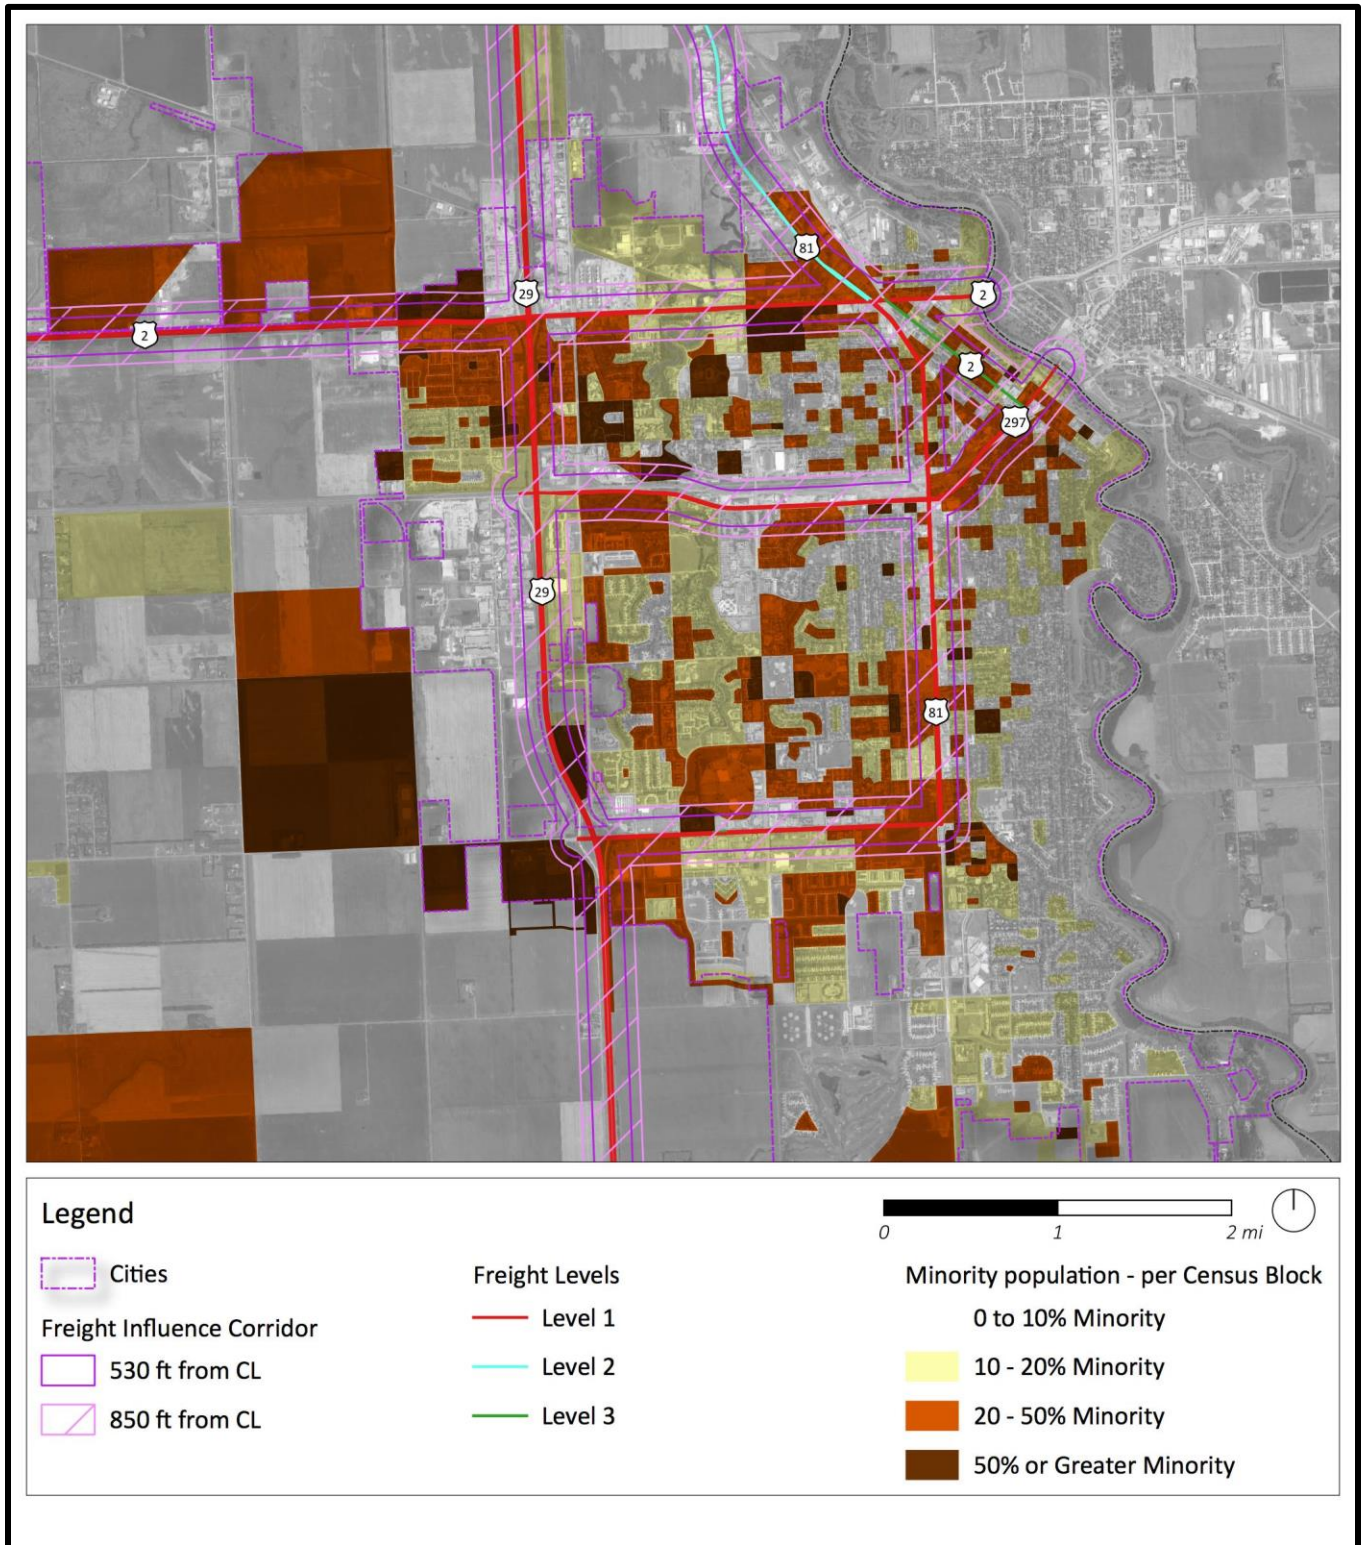 81
29
2
2
2
297
29
81
Legend
0 1 2 mi
Cities
Freight Influence Corridor
530 ft from CL
850 ft from CL
Freight Levels
Level 1
Level 2
Level 3
Minority population - per Census Block
0 to 10% Minority
10 - 20% Minority
20 - 50% Minority
50% or Greater Minority